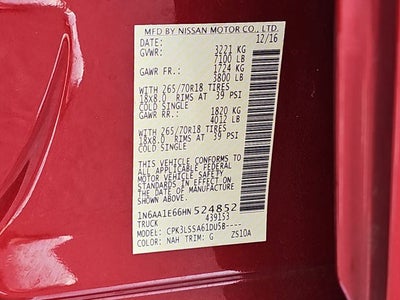 MFD BY NISSAN MOTOR CO., LTD.
DATE: 12/16
GVWR: 3221 KG
7100 LB
GAWR FR.: 1724 KG
3800 LB
WITH 265/70R18 TIRES
18X8.0 RIMS AT 39 PSI
COLD SINGLE
GAWR RR.: 1820 KG
4012 LB
WITH 265/70R18 TIRES
18X8.0 RIMS AT 39 PSI
COLD SINGLE
THIS VEHICLE CONFORMS TO
ALL APPLICABLE FEDERAL
MOTOR VEHICLE SAFETY
STANDARDS IN EFFECT ON
THE DATE OF MANUFACTURE
SHOWN ABOVE
1N6AA1E66HN524852
TRUCK 439153
MODEL: CPK3LSSA61DU5B----
COLOR: NAH TRIM: G ZS10A